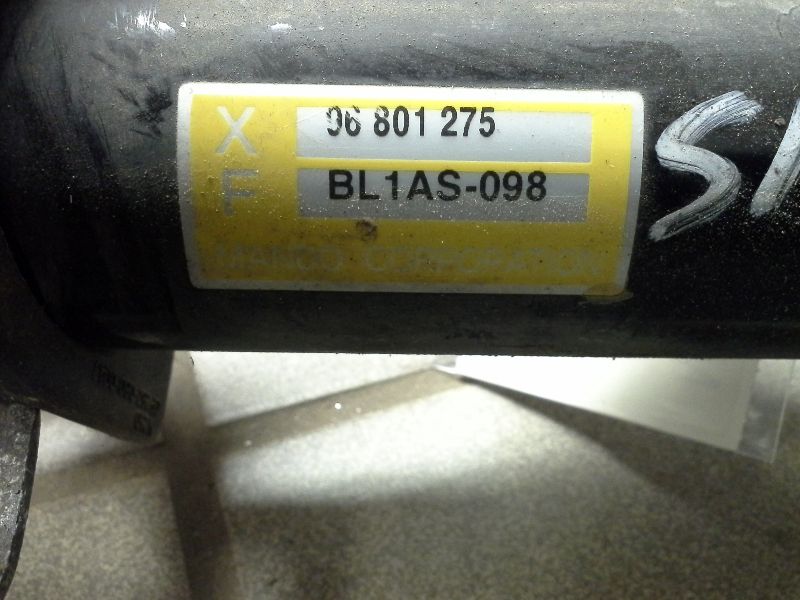 X 96 801 275
F BL1AS-098
MANDO CORPORATION